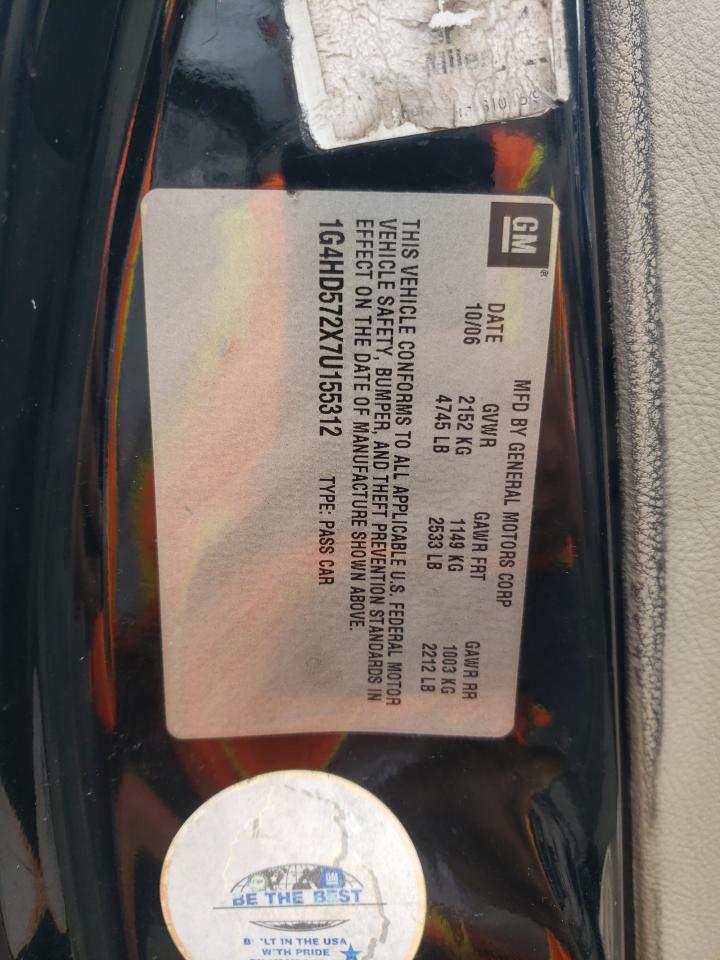 Miller
GM
MFD BY GENERAL MOTORS CORP
DATE GVWR GAWR FRT GAWR RR
10/06 2152 KG 1149 KG 1003 KG
4745 LB 2533 LB 2212 LB
THIS VEHICLE CONFORMS TO ALL APPLICABLE U.S. FEDERAL MOTOR
VEHICLE SAFETY, BUMPER, AND THEFT PREVENTION STANDARDS IN
EFFECT ON THE DATE OF MANUFACTURE SHOWN ABOVE.
1G4HD572X7U155312 TYPE: PASS CAR
GM
BE THE BEST
B LT IN THE USA
WITH PRIDE